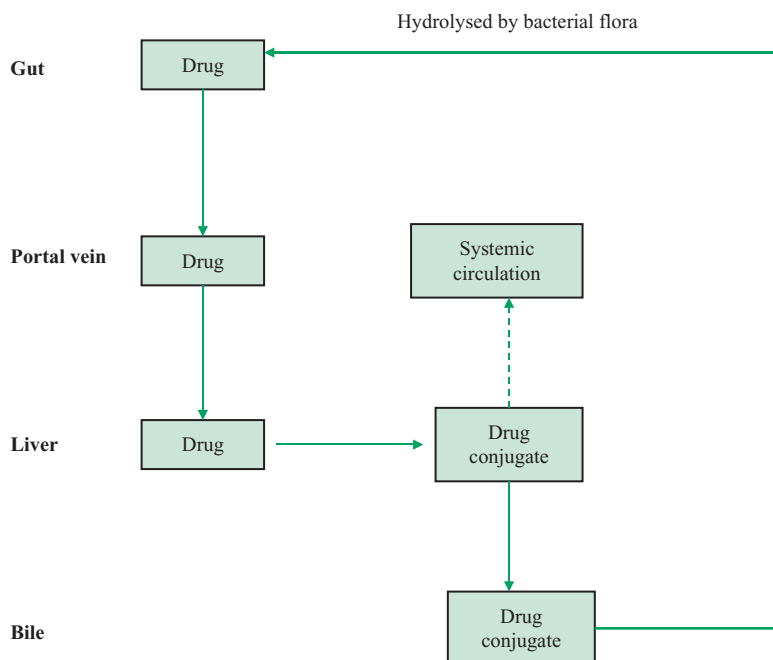 Hydrolysed by bacterial flora
Gut
Drug
Portal vein
Drug
Systemic
circulation
Liver
Drug
Drug
conjugate
Bile
Drug
conjugate